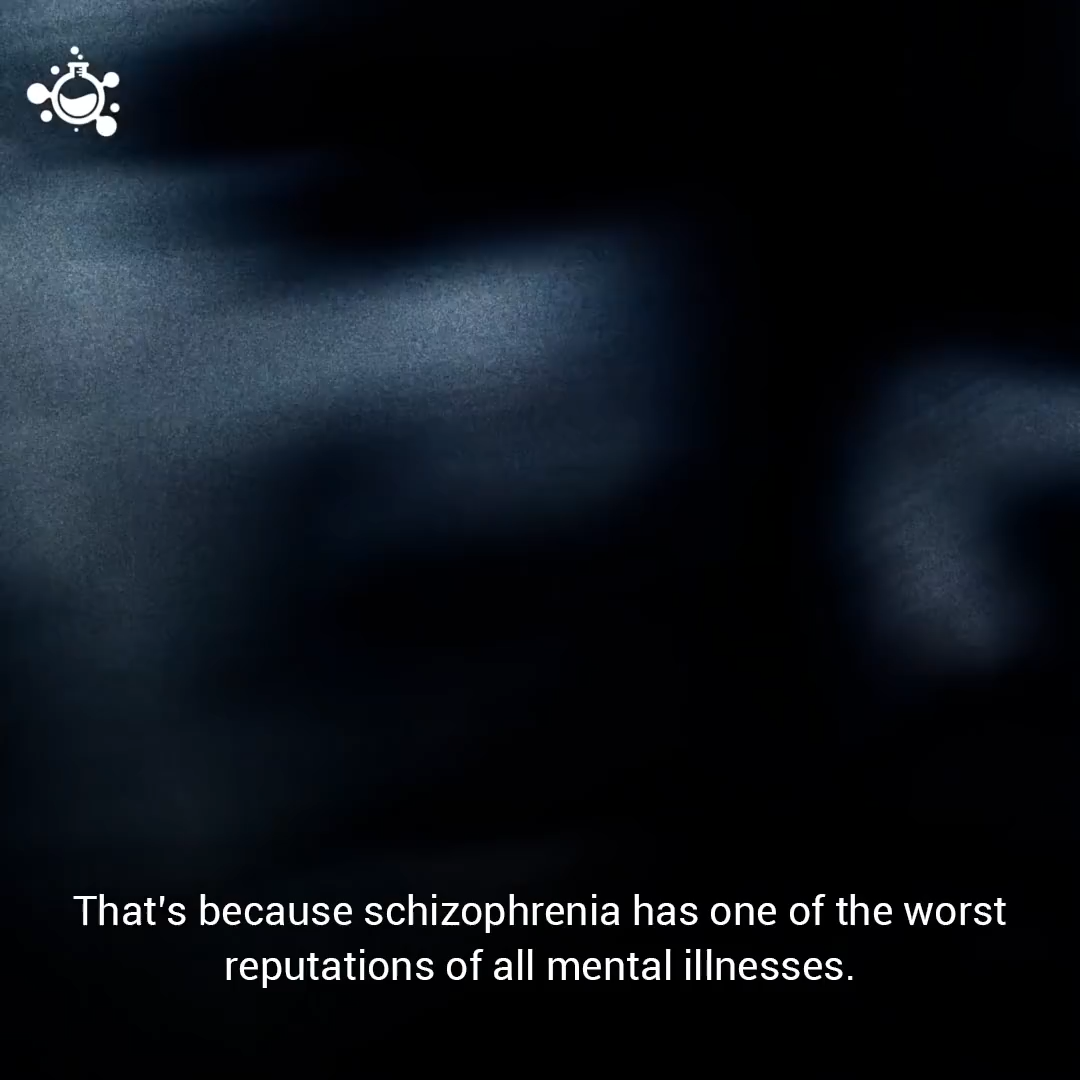 That's because schizophrenia has one of the worst
reputations of all mental illnesses.